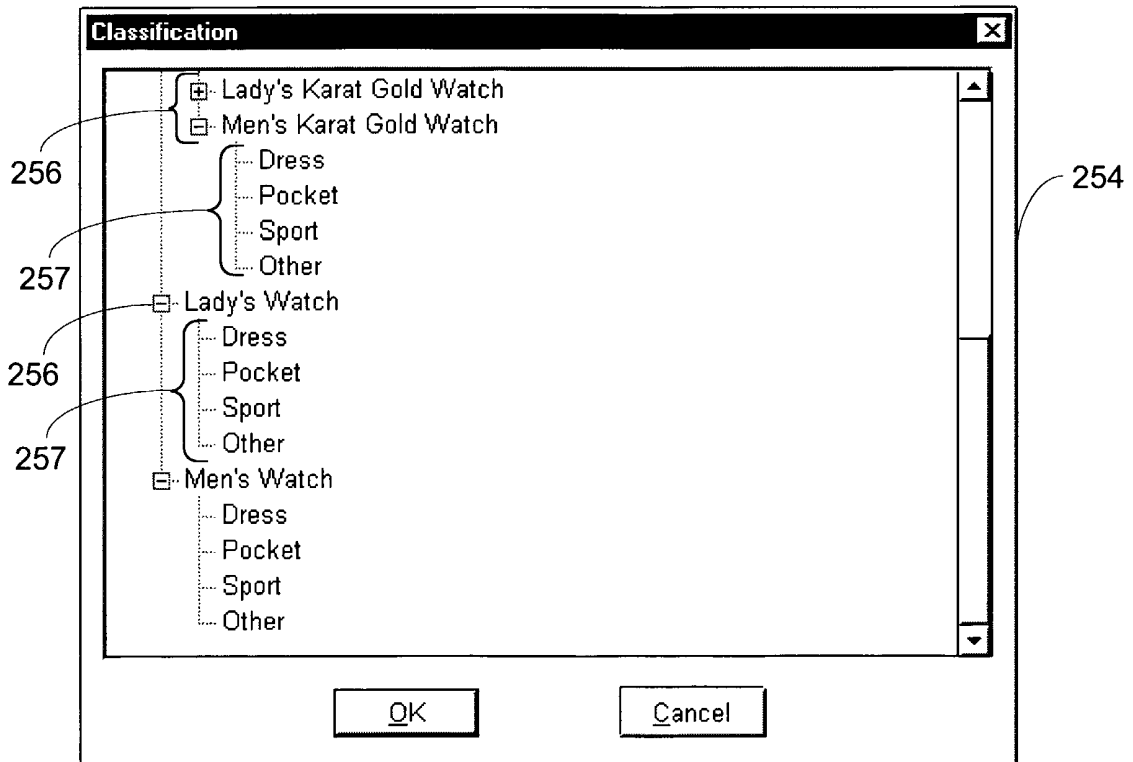 Classification
Lady's Karat Gold Watch
Men's Karat Gold Watch
256
Dress
254
Pocket
Sport
257
Other
Lady's Watch
Dress
256
Pocket
Sport
257
Other
Men's Watch
Dress
Pocket
Sport
Other
OK
Cancel